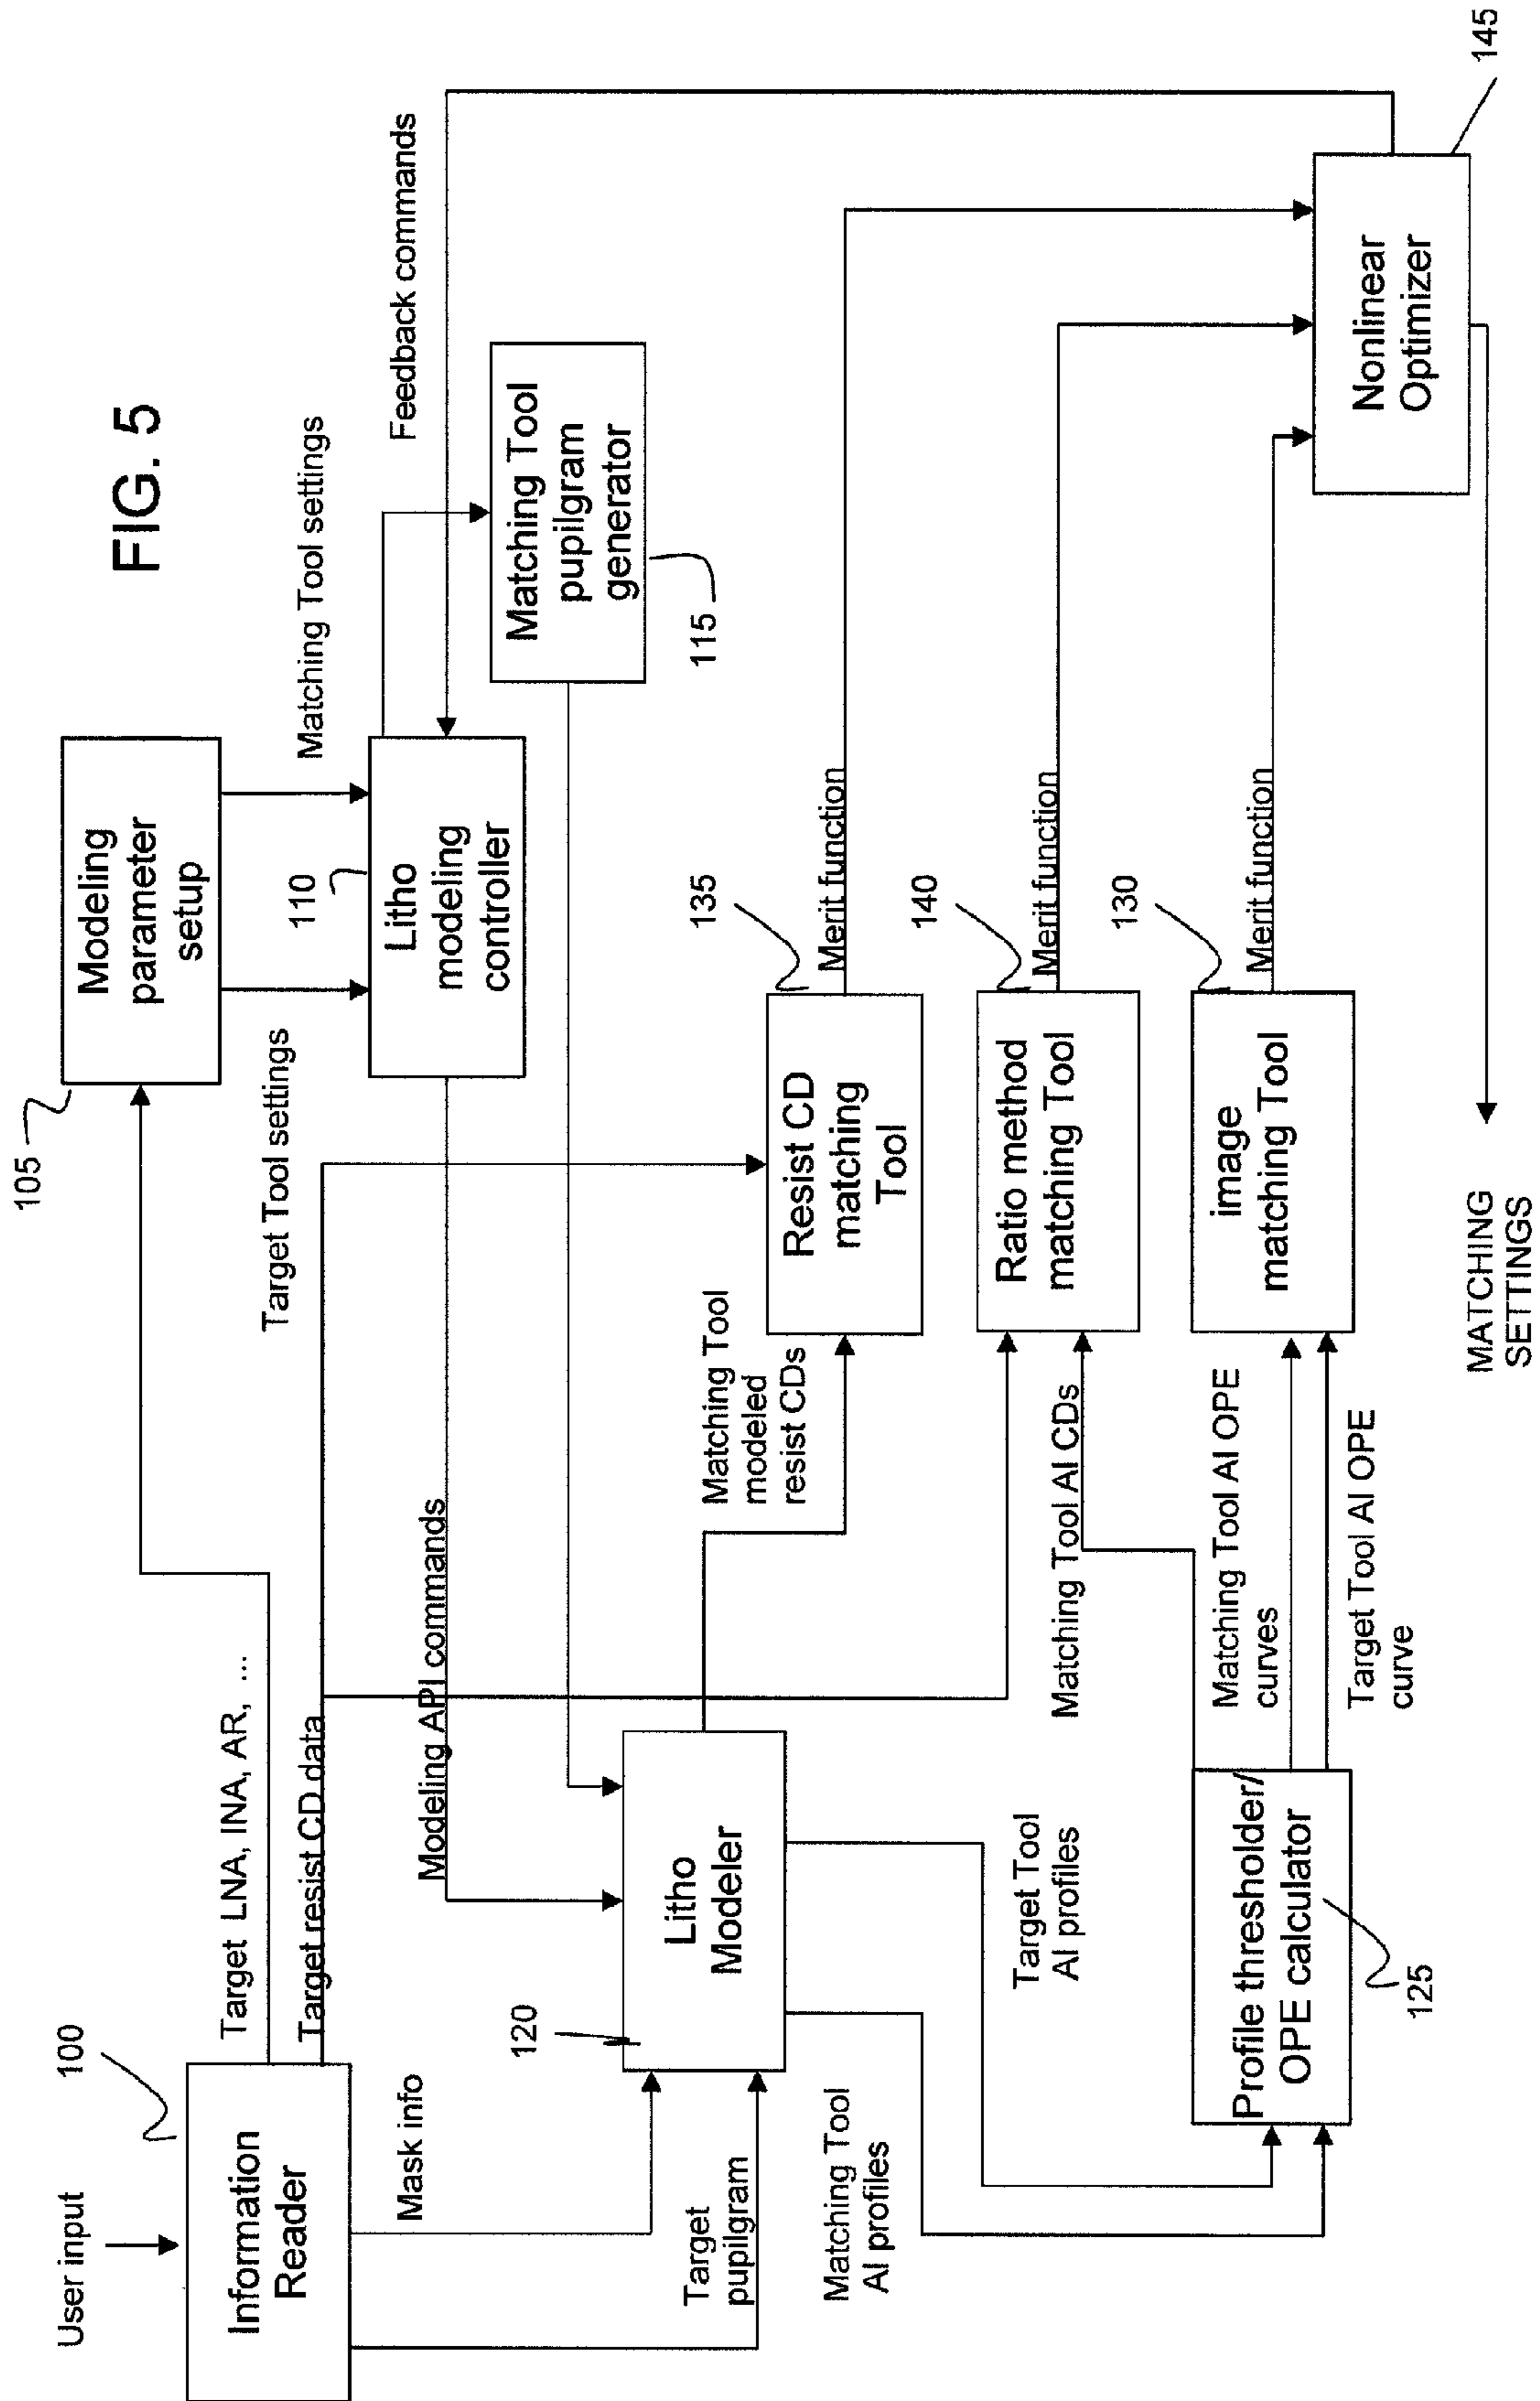 FIG. 5
User input
100
Information
Reader
Target LNA, INA, AR, ...
Target resist CD data
Mask info
Target
pupilgram
105
Modeling
parameter
setup
Target Tool settings
Matching Tool settings
110
Litho
modeling
controller
Feedback commands
Matching Tool
pupilgram
generator
115
Modeling API commands
120
Litho
Modeler
Matching Tool
modeled
resist CDs
Target Tool
AI profiles
Matching Tool
AI profiles
Profile thresholder/
OPE calculator
125
Matching Tool AI CDs
Matching Tool AI OPE
curves
Target Tool AI OPE
curve
135
Resist CD
matching
Tool
Merit function
140
Ratio method
matching Tool
Merit function
130
image
matching Tool
Merit function
Nonlinear
Optimizer
145
MATCHING
SETTINGS